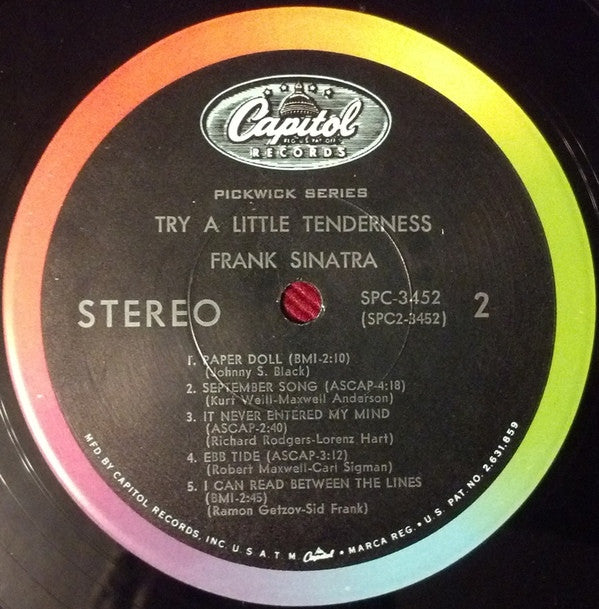 Capitol
REG. U.S. PAT. OFF.
RECORDS
PICKWICK SERIES
TRY A LITTLE TENDERNESS
FRANK SINATRA
STEREO
SPC-3452
(SPC2-3452)
2
1. PAPER DOLL (BMI-2:10)
(Johnny S. Black)
2. SEPTEMBER SONG (ASCAP-4:18)
(Kurt Weill-Maxwell Anderson)
3. IT NEVER ENTERED MY MIND
(ASCAP-2:40)
(Richard Rodgers-Lorenz Hart)
4. EBB TIDE (ASCAP-3:12)
(Robert Maxwell-Carl Sigman)
5. I CAN READ BETWEEN THE LINES
(BMI-2:45)
(Ramon Getzov-Sid Frank)
MFD. BY CAPITOL RECORDS, INC. U.S.A. T.M. Capitol • MARCA REG. • U.S. PAT. NO. 2,631,859